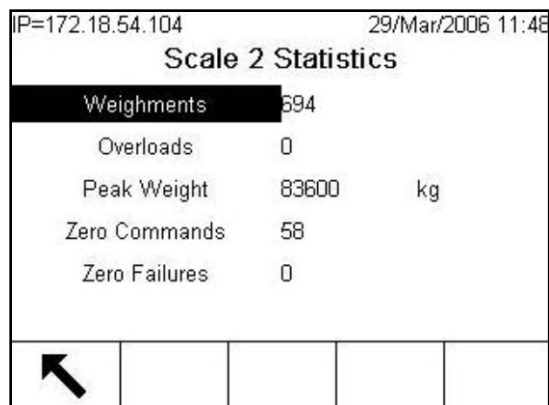 IP=172.18.54.104 29/Mar/2006 11:48
Scale 2 Statistics
Weighments 694
Overloads 0
Peak Weight 83600 kg
Zero Commands 58
Zero Failures 0